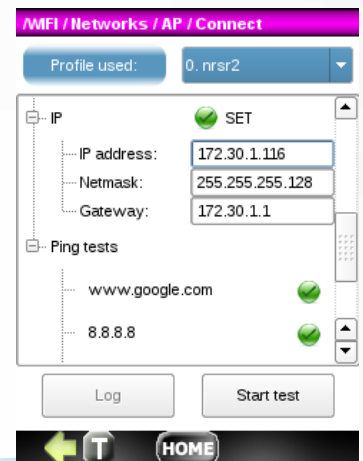 /WIFI / Networks / AP / Connect
Profile used: 0. nrsr2
IP SET
IP address: 172.30.1.116
Netmask: 255.255.255.128
Gateway: 172.30.1.1
Ping tests
www.google.com
8.8.8.8
Log Start test
T HOME